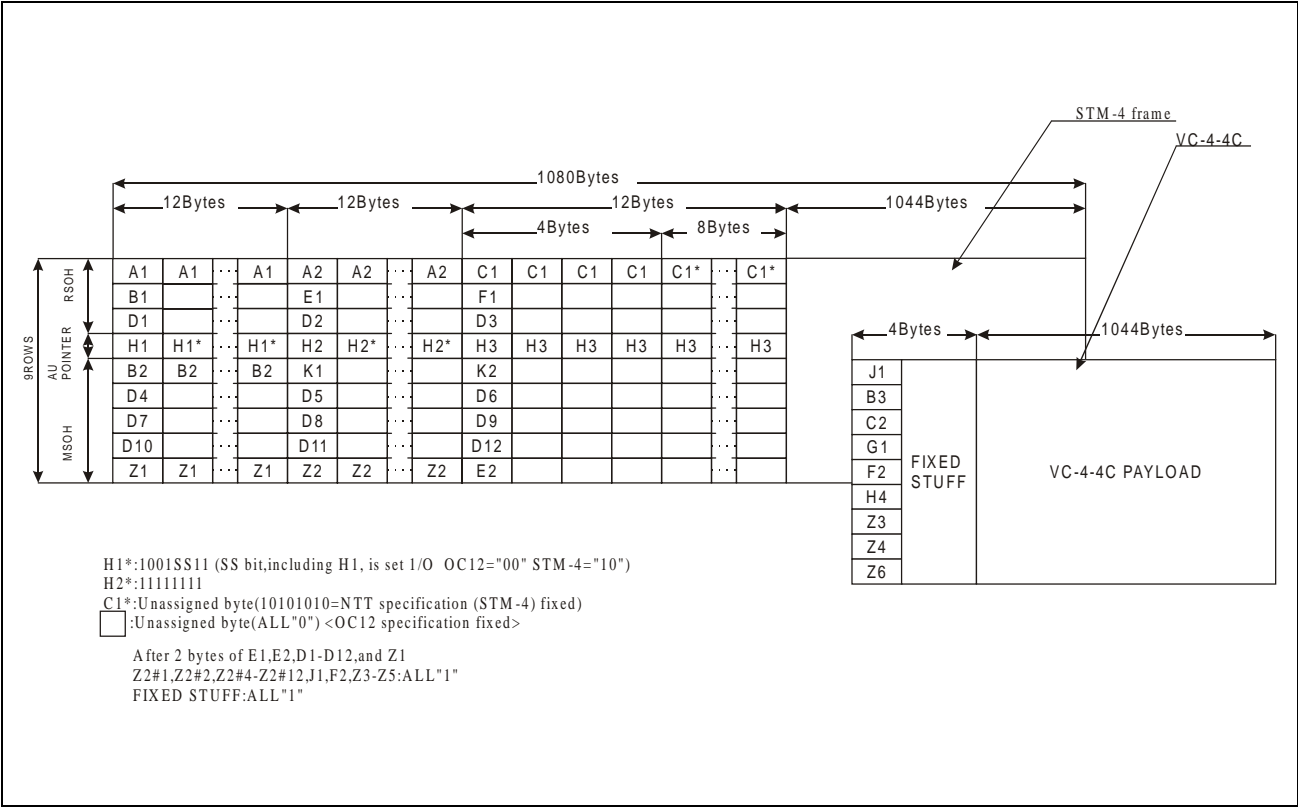 STM-4 frame
VC-4-4C
1080Bytes
12Bytes 12Bytes 12Bytes 1044Bytes
4Bytes 8Bytes
9ROWS
RSOH
AU POINTER
MSOH
A1 A1 ... A1 A2 A2 ... A2 C1 C1 C1 C1 C1* ... C1*
B1 ... E1 ... F1 ...
D1 ... D2 ... D3 ...
H1 H1* ... H1* H2 H2* ... H2* H3 H3 H3 H3 H3 ... H3
B2 B2 ... B2 K1 ... K2 ...
D4 ... D5 ... D6 ...
D7 ... D8 ... D9 ...
D10 ... D11 ... D12 ...
Z1 Z1 ... Z1 Z2 Z2 ... Z2 E2 ...
4Bytes 1044Bytes
J1
B3
C2
G1
F2
H4
Z3
Z4
Z6
FIXED
STUFF
VC-4-4C PAYLOAD
H1*:1001SS11 (SS bit,including H1, is set 1/O OC12="00" STM-4="10")
H2*:11111111
C1*:Unassigned byte(10101010=NTT specification (STM-4) fixed)
:Unassigned byte(ALL"0") <OC12 specification fixed>
After 2 bytes of E1,E2,D1-D12,and Z1
Z2#1,Z2#2,Z2#4-Z2#12,J1,F2,Z3-Z5:ALL"1"
FIXED STUFF:ALL"1"